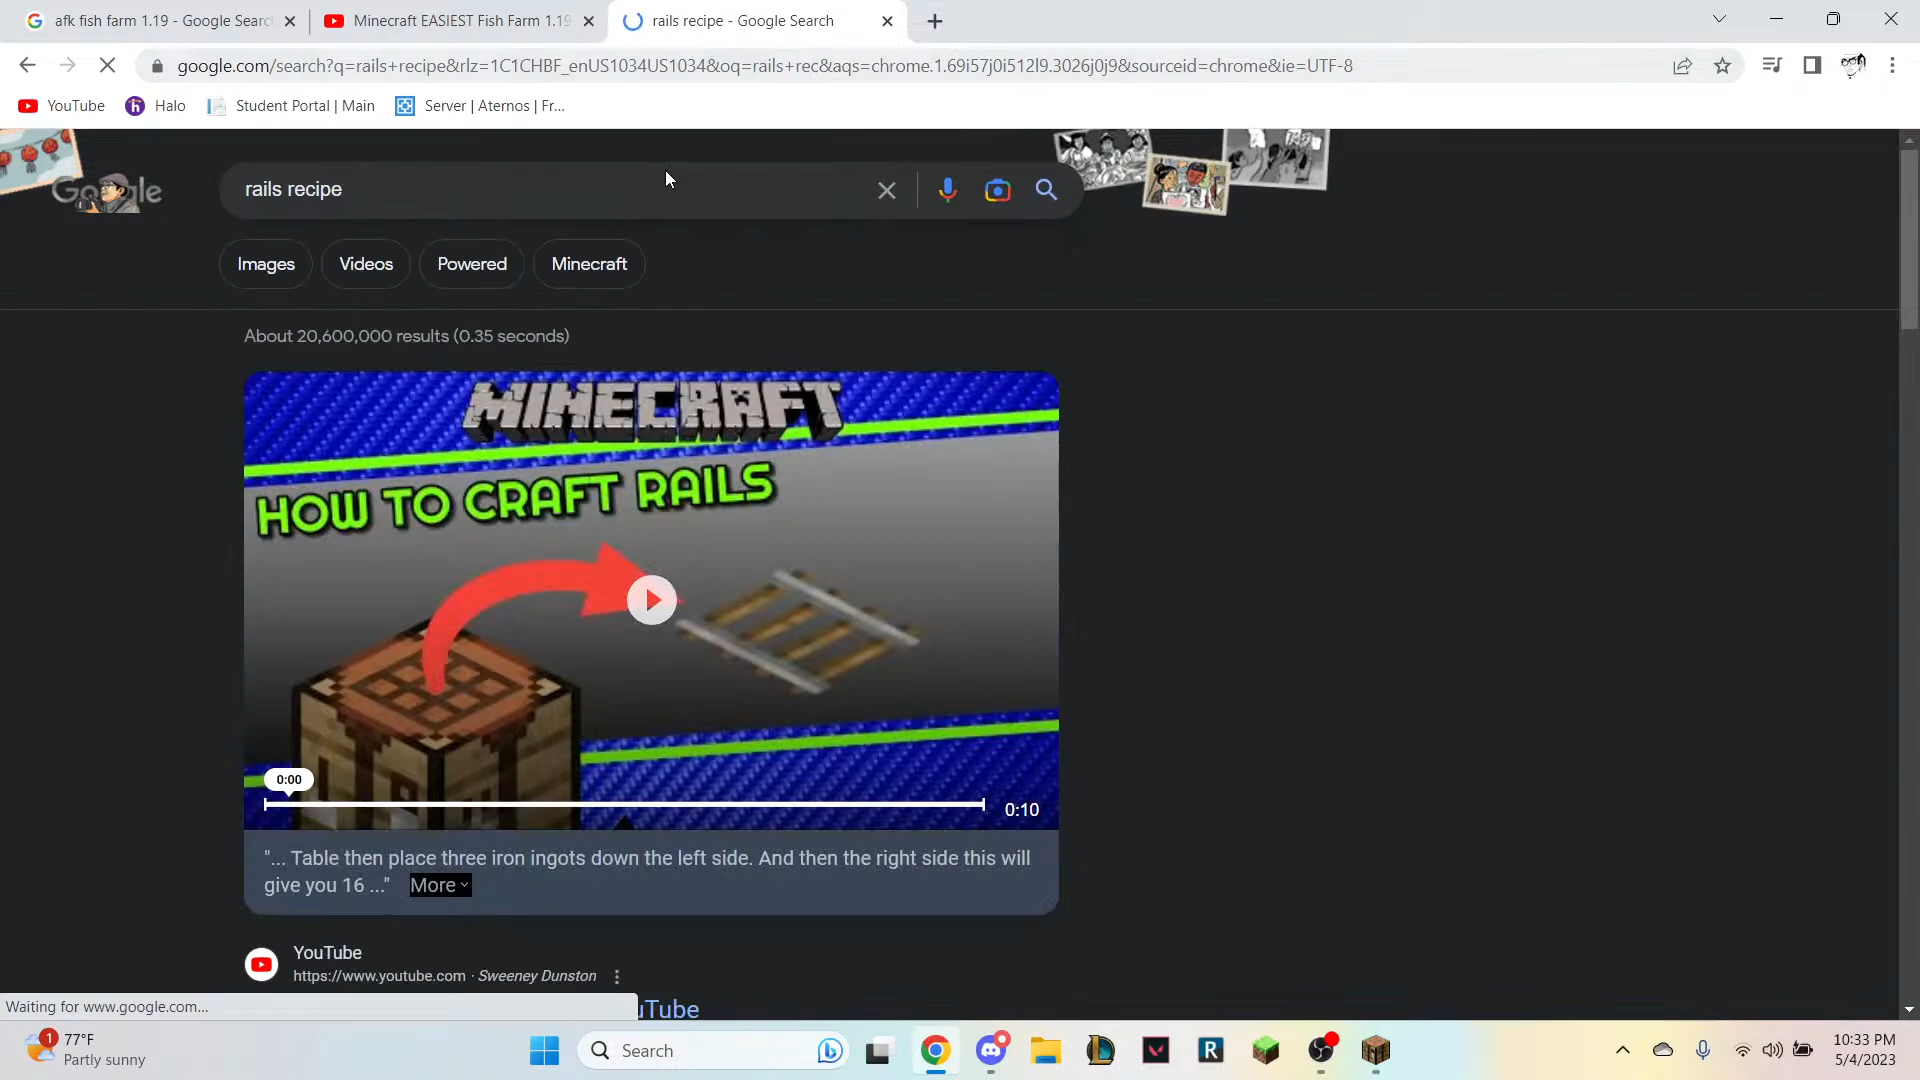 afk fish farm 1.19 - Google Searc
Minecraft EASIEST Fish Farm 1.19
rails recipe - Google Search
google.com/search?q=rails+recipe&rlz=1C1CHBF_enUS1034US1034&oq=rails+rec&aqs=chrome.1.69i57j0i512l9.3026j0j9&sourceid=chrome&ie=UTF-8
YouTube
Halo
Student Portal | Main
Server | Aternos | Fr...
Google
rails recipe
Images
Videos
Powered
Minecraft
About 20,600,000 results (0.35 seconds)
MINECRAFT
HOW TO CRAFT RAILS
0:00
0:10
"... Table then place three iron ingots down the left side. And then the right side this will
give you 16 ..." More
YouTube
https://www.youtube.com · Sweeney Dunston
uTube
Waiting for www.google.com...
1
77°F
Partly sunny
Search
R
10:33 PM
5/4/2023